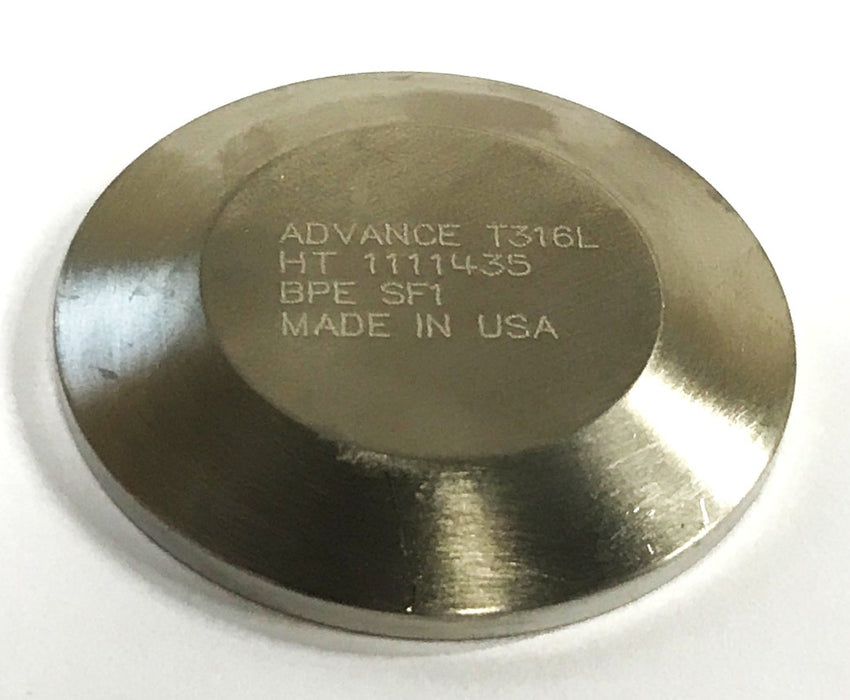 ADVANCE T316L
HT 1111435
BPE SF1
MADE IN USA